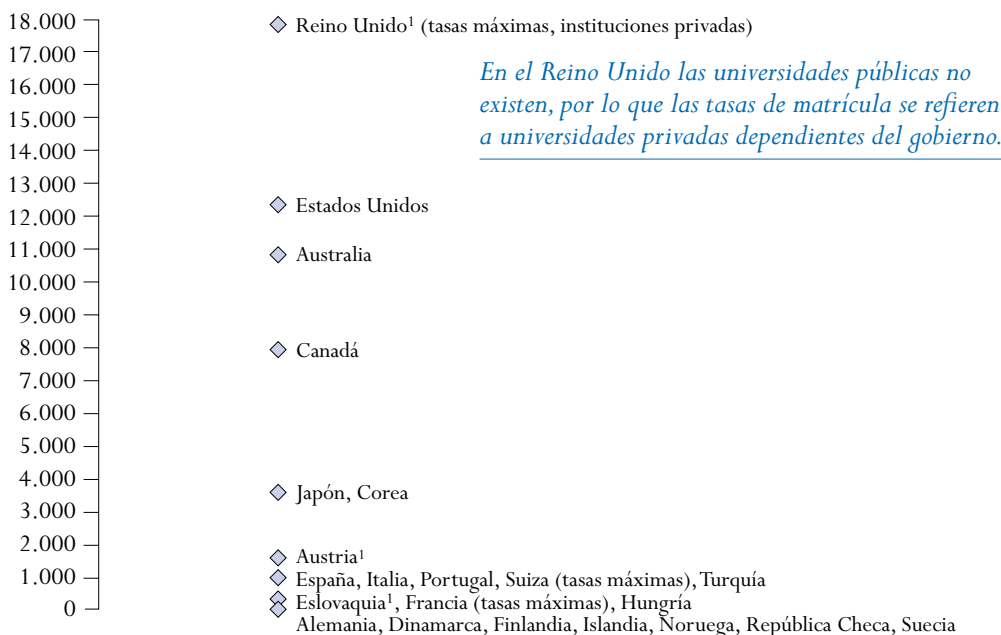 18.000
Reino Unido¹ (tasas máximas, instituciones privadas)
17.000
En el Reino Unido las universidades públicas no
16.000
existen, por lo que las tasas de matrícula se refieren
15.000
a universidades privadas dependientes del gobierno.
14.000
13.000
12.000
Estados Unidos
11.000
Australia
10.000
9.000
8.000
Canadá
7.000
6.000
5.000
4.000
Japón, Corea
3.000
2.000
Austria¹
1.000
España, Italia, Portugal, Suiza (tasas máximas), Turquía
Eslovaquia¹, Francia (tasas máximas), Hungría
0
Alemania, Dinamarca, Finlandia, Islandia, Noruega, República Checa, Suecia